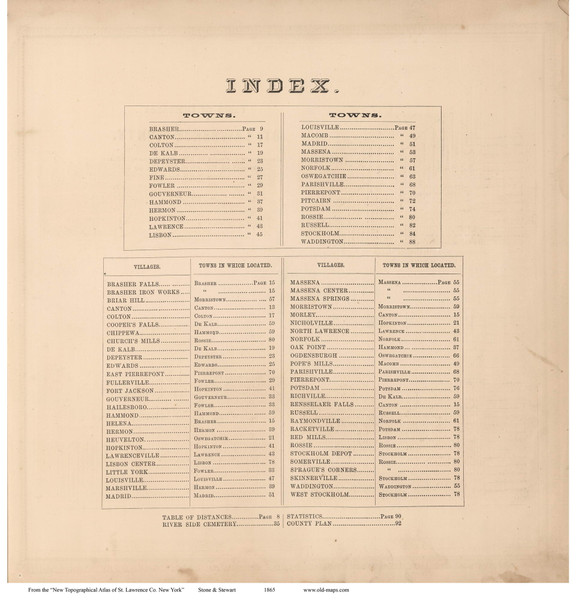 INDEX.
TOWNS.
BRASHER PAGE 9
CANTON " 11
COLTON " 17
DE KALB " 19
DEPEYSTER " 23
EDWARDS " 25
FINE " 27
FOWLER " 29
GOUVERNEUR " 31
HAMMOND " 37
HERMON " 39
HOPKINTON " 41
LAWRENCE " 43
LISBON " 45
TOWNS.
LOUISVILLE PAGE 47
MACOMB " 49
MADRID " 51
MASSENA " 53
MORRISTOWN " 57
NORFOLK " 61
OSWEGATCHIE " 63
PARISHVILLE " 68
PIERREPONT " 70
PITCAIRN " 72
POTSDAM " 74
ROSSIE " 80
RUSSELL " 82
STOCKHOLM " 84
WADDINGTON " 88
VILLAGES. TOWNS IN WHICH LOCATED.
BRASHER FALLS BRASHER PAGE 15
BRASHER IRON WORKS " 15
BRIAR HILL MORRISTOWN 57
CANTON CANTON 13
COLTON COLTON 17
COOPER'S FALLS DE KALB 59
CHIPPEWA HAMMOND 59
CHURCH'S MILLS ROSSIE 80
DE KALB DE KALB 19
DEPEYSTER DEPEYSTER 23
EDWARDS EDWARDS 25
EAST PIERREPONT PIERREPONT 70
FULLERVILLE FOWLER 29
FORT JACKSON HOPKINTON 41
GOUVERNEUR GOUVERNEUR 33
HAILESBORO FOWLER 33
HAMMOND HAMMOND 59
HELENA BRASHER 15
HERMON HERMON 39
HEUVELTON OSWEGATCHIE 21
HOPKINTON HOPKINTON 41
LAWRENCEVILLE LAWRENCE 43
LISBON CENTER LISBON 78
LITTLE YORK FOWLER 33
LOUISVILLE LOUISVILLE 47
MARSHVILLE HERMON 39
MADRID MADRID 51
VILLAGES. TOWNS IN WHICH LOCATED.
MASSENA MASSENA PAGE 55
MASSENA CENTER " 55
MASSENA SPRINGS " 55
MORRISTOWN MORRISTOWN 59
MORLEY CANTON 15
NICHOLVILLE HOPKINTON 21
NORTH LAWRENCE LAWRENCE 43
NORFOLK NORFOLK 61
OAK POINT HAMMOND 37
OGDENSBURGH OSWEGATCHIE 66
POPE'S MILLS MACOMB 49
PARISHVILLE PARISHVILLE 68
PIERREPONT PIERREPONT 70
POTSDAM POTSDAM 76
RICHVILLE DE KALB 59
RENSSELAER FALLS CANTON 15
RUSSELL RUSSELL 59
RAYMONDVILLE NORFOLK 61
RACKETVILLE POTSDAM 78
RED MILLS LISBON 78
ROSSIE ROSSIE 80
STOCKHOLM DEPOT STOCKHOLM 78
SOMERVILLE ROSSIE 80
SPRAGUE'S CORNERS " 80
SKINNERVILLE STOCKHOLM 78
WADDINGTON WADDINGTON 55
WEST STOCKHOLM STOCKHOLM 78
TABLE OF DISTANCES PAGE 8
RIVER SIDE CEMETERY 35
STATISTICS PAGE 90
COUNTY PLAN 92
From the "New Topographical Atlas of St. Lawrence Co. New York" Stone & Stewart 1865 www.old-maps.com